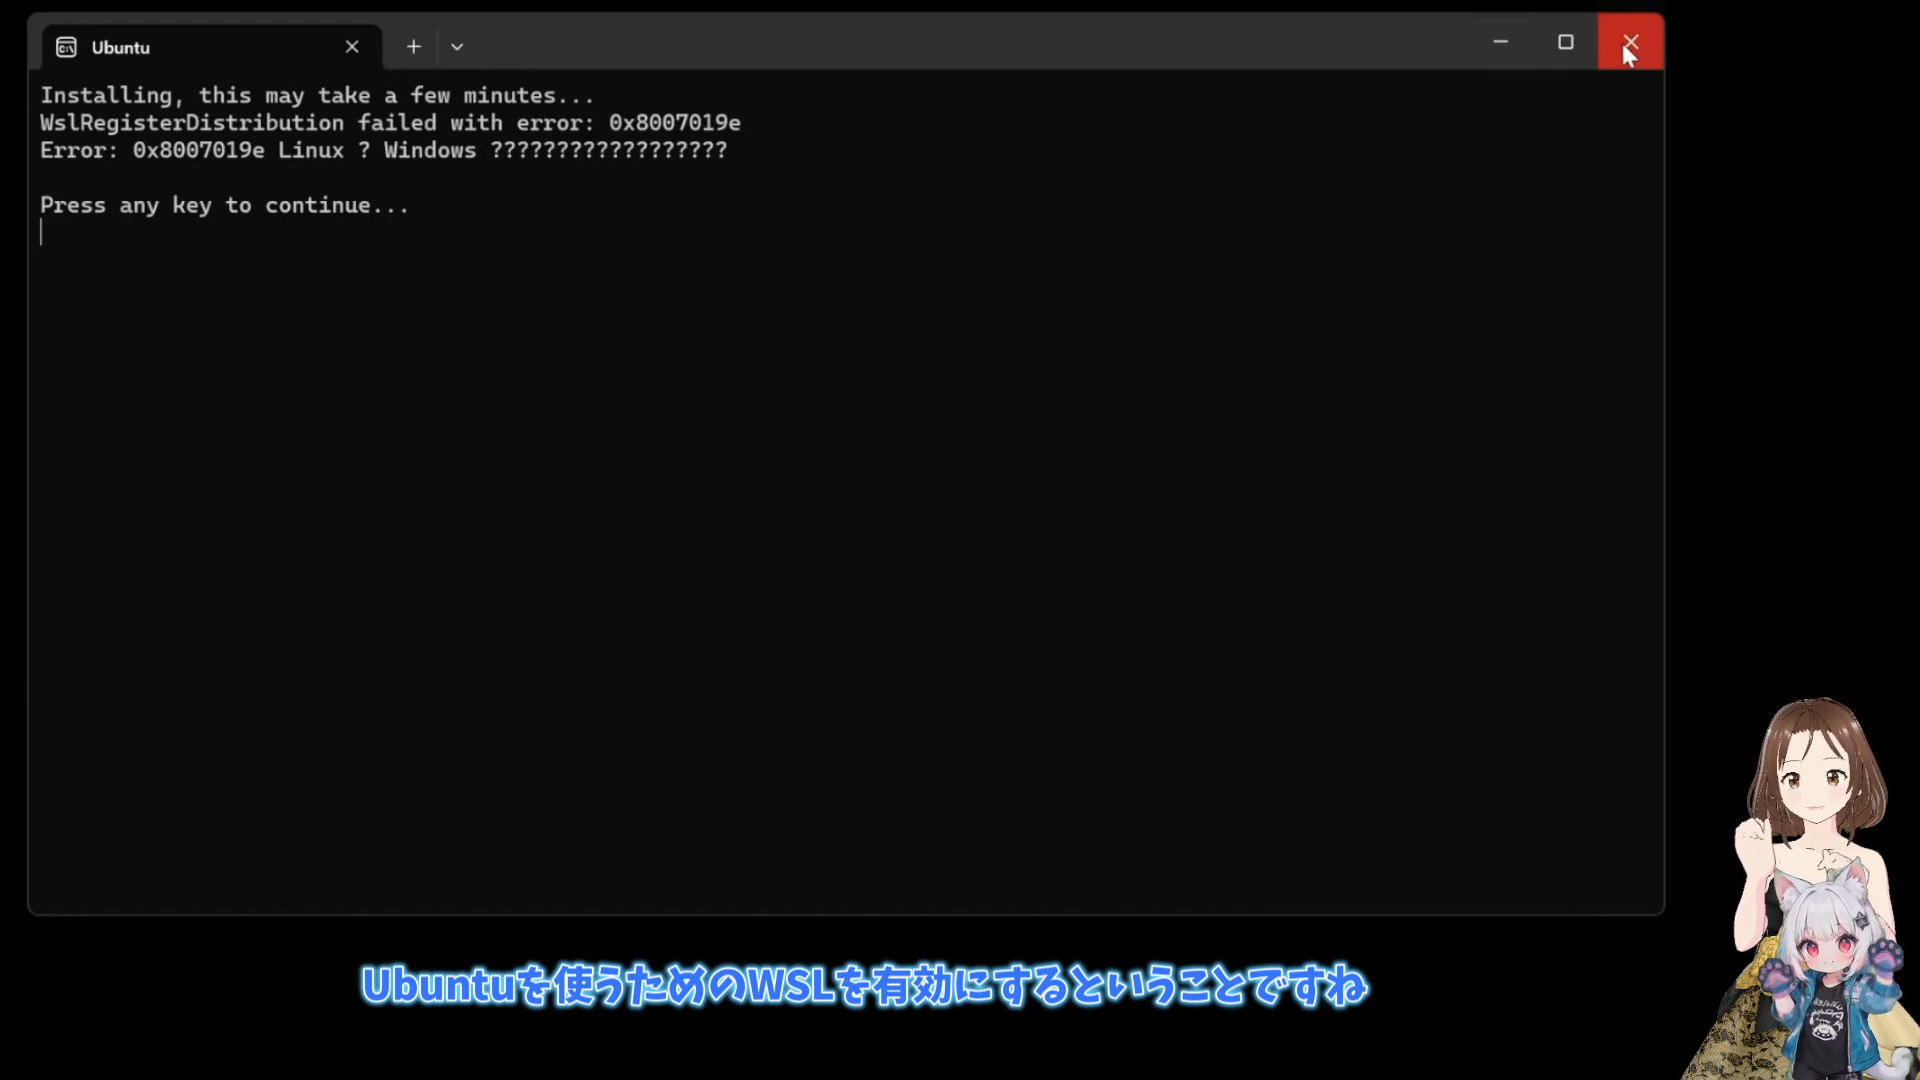 Ubuntu
Installing, this may take a few minutes...
WslRegisterDistribution failed with error: 0x8007019e
Error: 0x8007019e Linux ? Windows ??????????????????
Press any key to continue...
Ubuntuを使うためのWSLを有効にするということですね